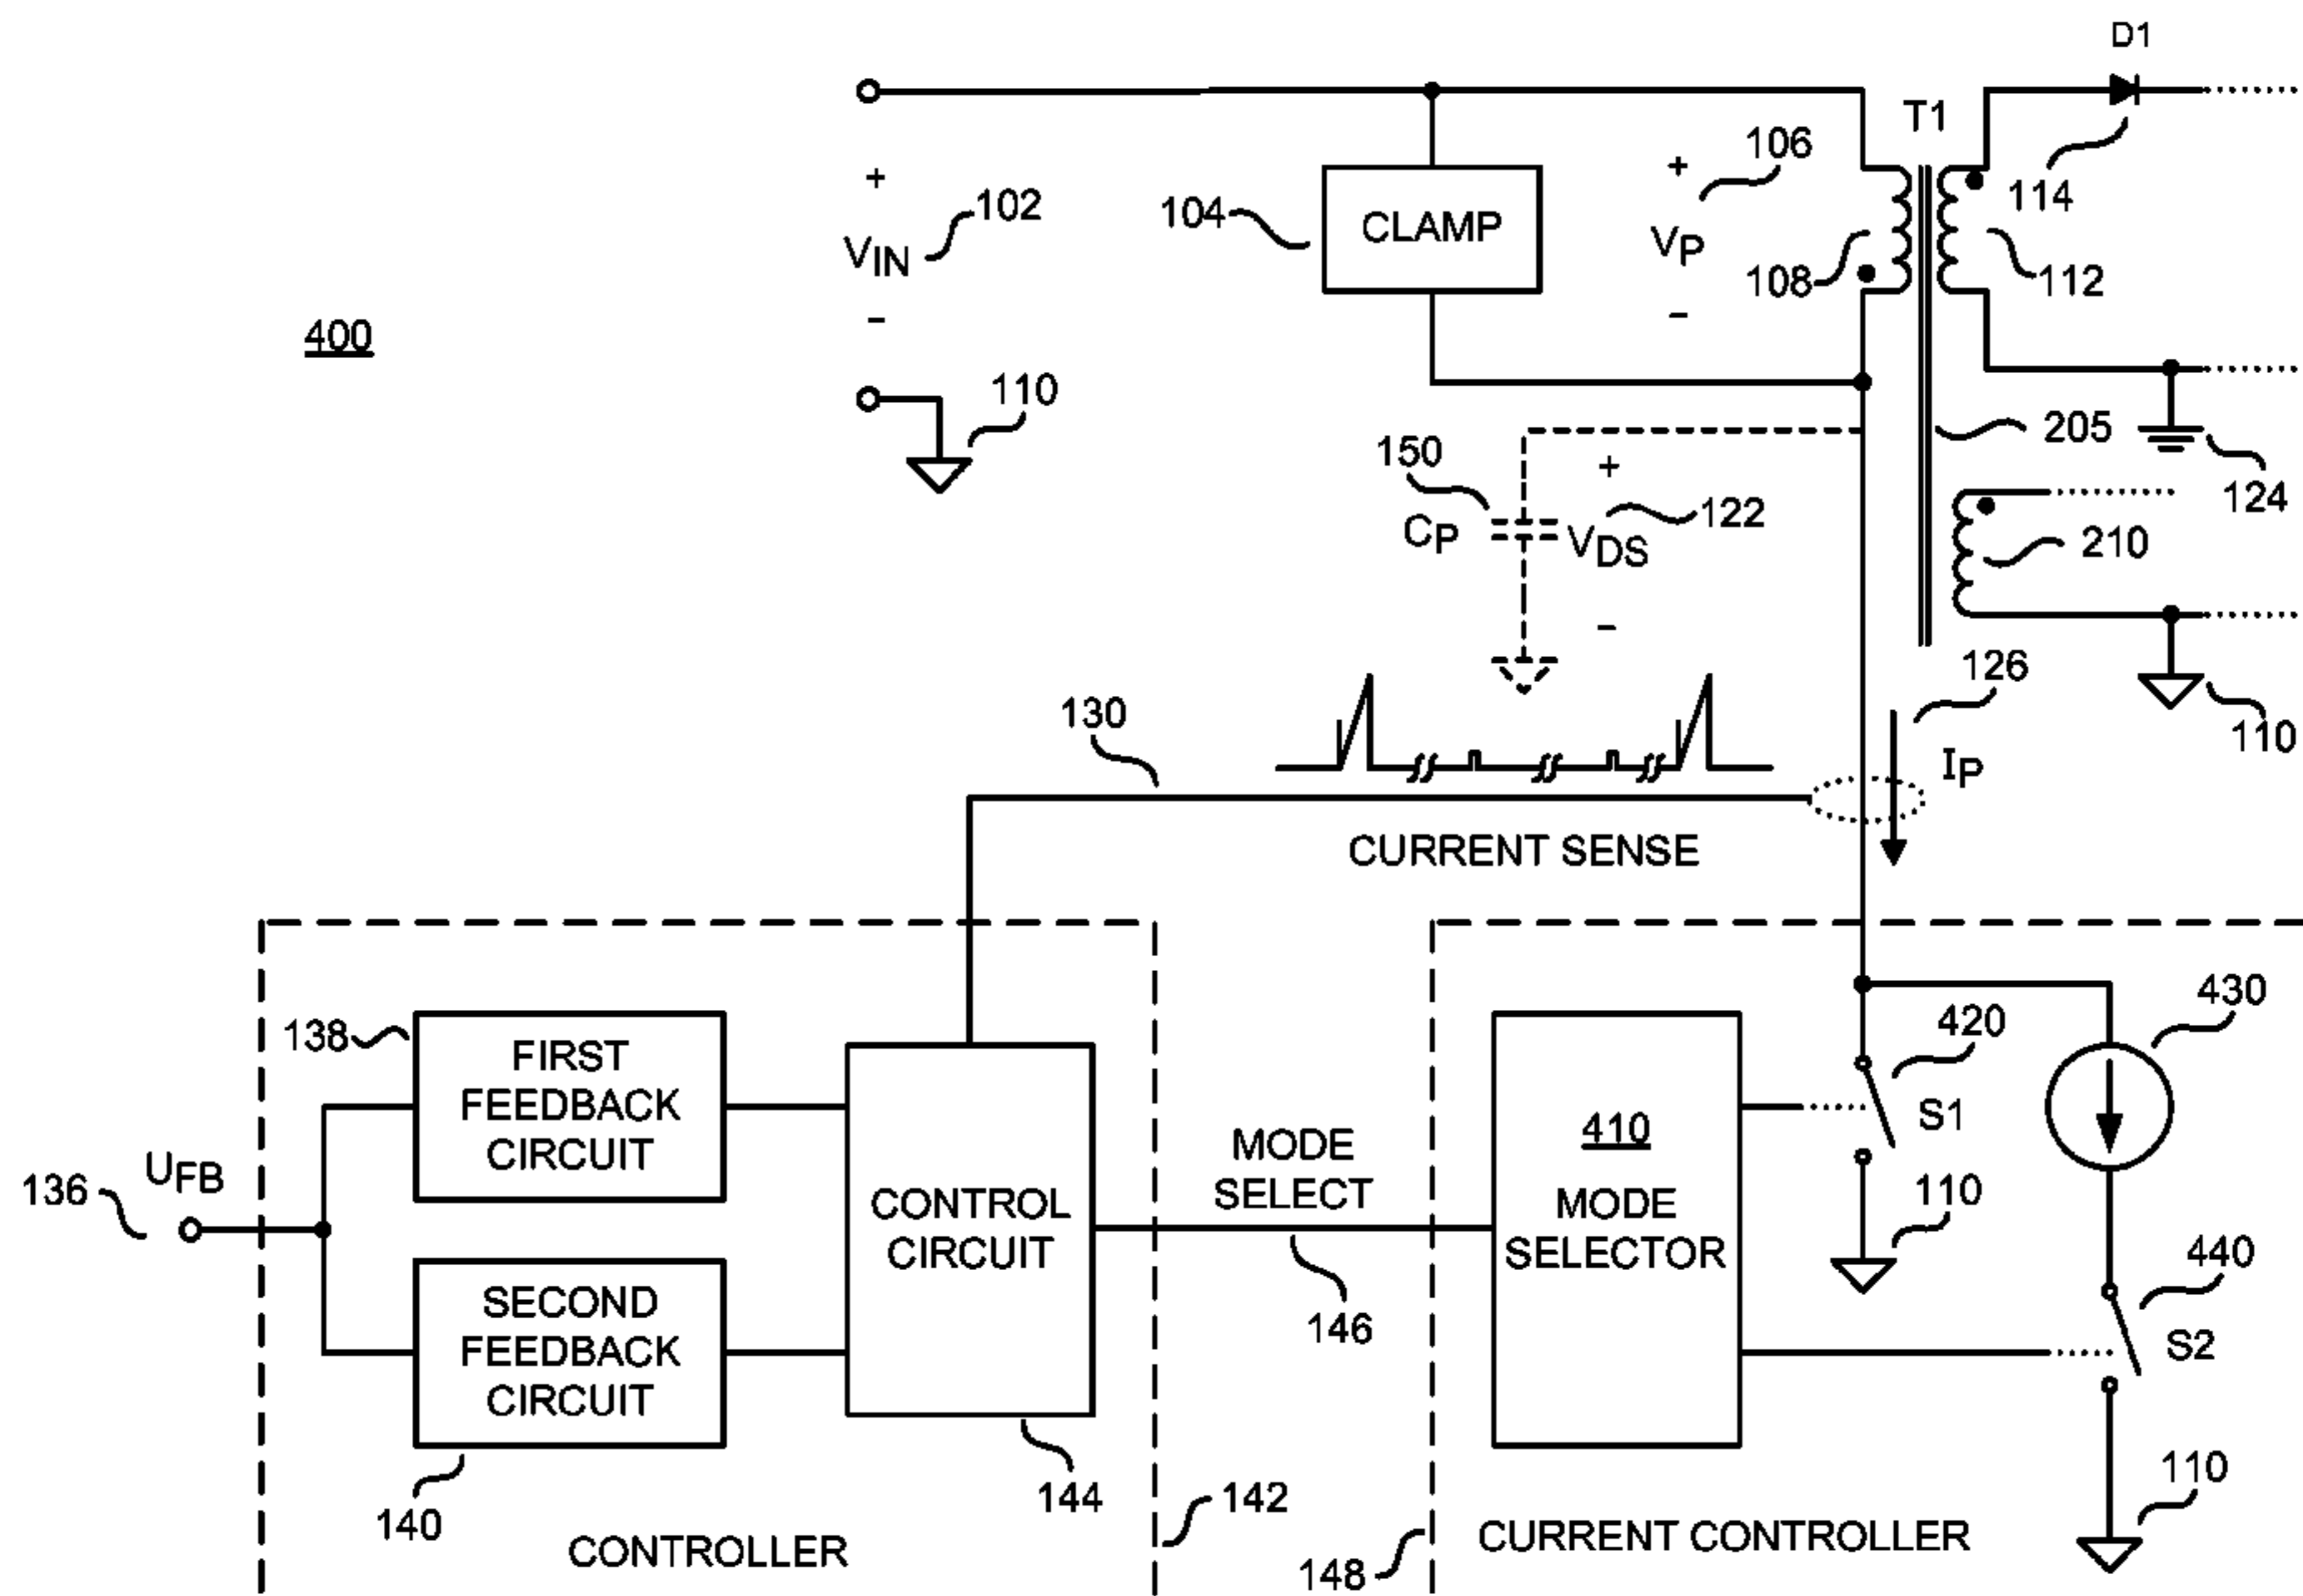 D1
T1
+
106
+
102
104
CLAMP
114
VIN
VP
108
112
-
-
400
110
205
150
+
124
CP
VDS
122
210
-
126
130
110
IP
CURRENT SENSE
430
138
FIRST
FEEDBACK
CIRCUIT
420
S1
410
MODE
SELECT
UFB
136
CONTROL
CIRCUIT
MODE
SELECTOR
110
440
SECOND
FEEDBACK
CIRCUIT
146
S2
140
144
142
110
CONTROLLER
148
CURRENT CONTROLLER